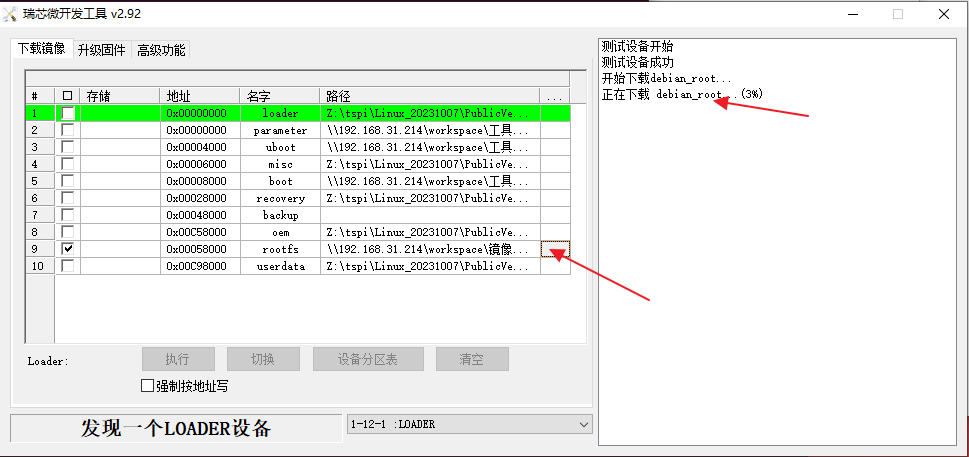 瑞芯微开发工具 v2.92
下载镜像 升级固件 高级功能
# 存储 地址 名字 路径 ...
1 0x00000000 loader Z:\tspi\Linux_20231007\PublicVe...
2 0x00000000 parameter \\192.168.31.214\workspace\工具...
3 0x00004000 uboot \\192.168.31.214\workspace\工具...
4 0x00006000 misc Z:\tspi\Linux_20231007\PublicVe...
5 0x00008000 boot \\192.168.31.214\workspace\工具...
6 0x00028000 recovery Z:\tspi\Linux_20231007\PublicVe...
7 0x00048000 backup
8 0x00C58000 oem Z:\tspi\Linux_20231007\PublicVe...
9 0x00058000 rootfs \\192.168.31.214\workspace\镜像...
10 0x00C98000 userdata Z:\tspi\Linux_20231007\PublicVe...
Loader: 执行 切换 设备分区表 清空
强制按地址写
发现一个LOADER设备 1-12-1 :LOADER
测试设备开始
测试设备成功
开始下载debian_root...
正在下载 debian_root...(3%)